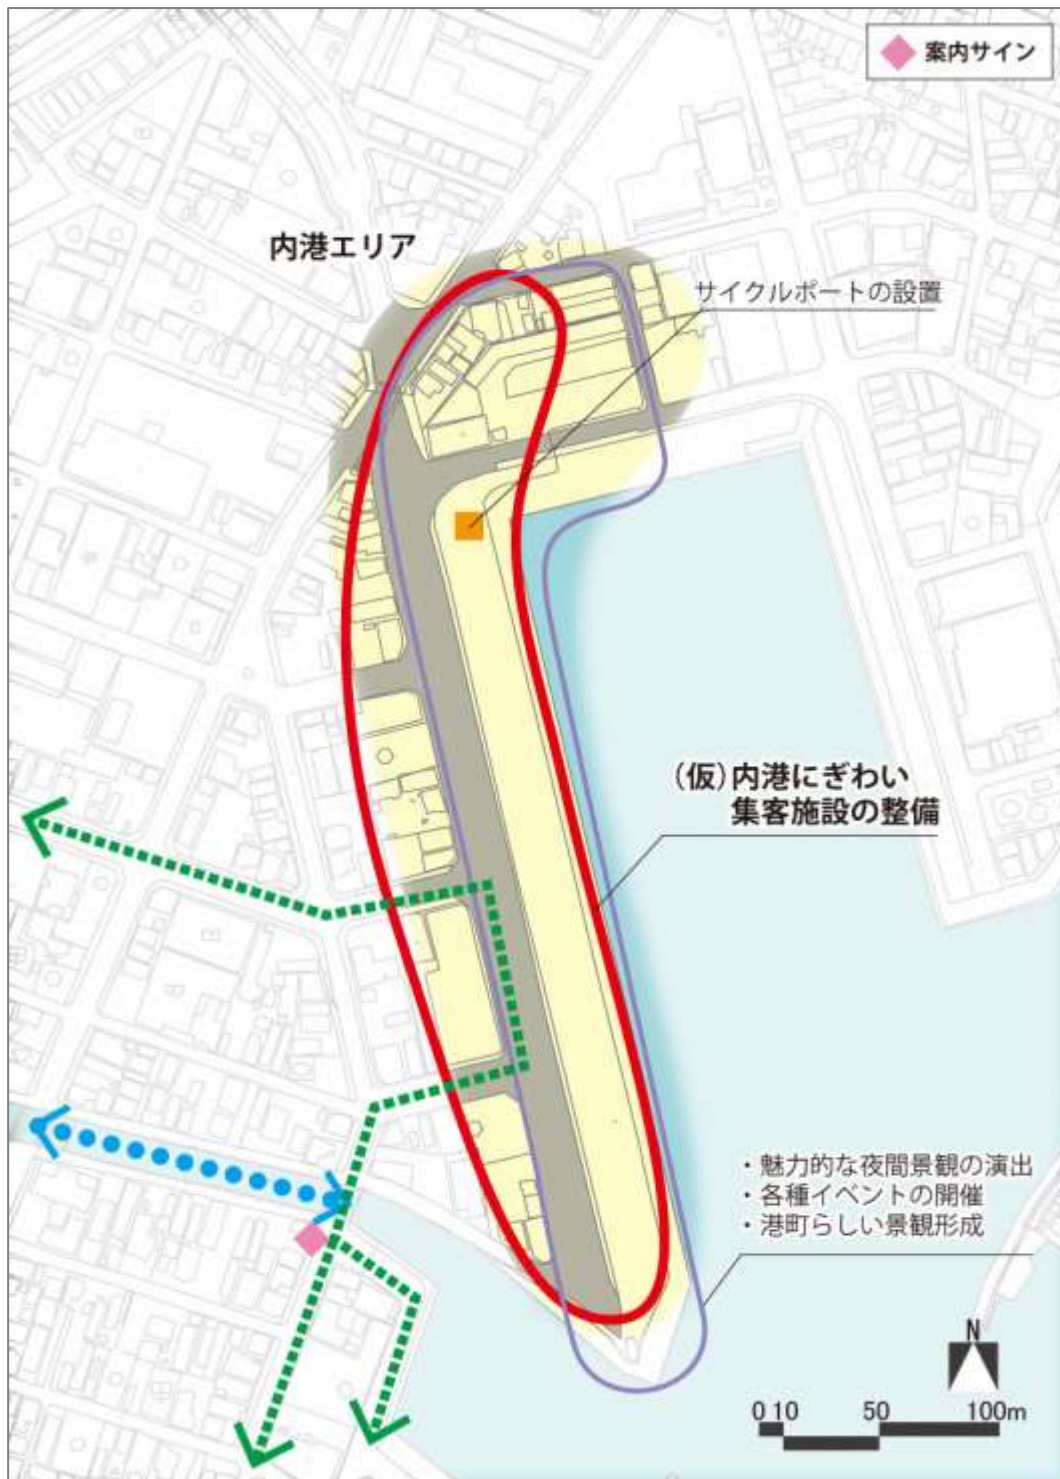 案内サイン
内港エリア
サイクルポートの設置
（仮）内港にぎわい
集客施設の整備
・魅力的な夜間景観の演出
・各種イベントの開催
・港町らしい景観形成
N
0 10 50 100m